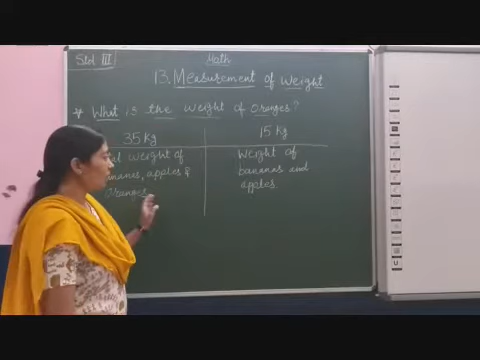 Std III
Math
13. Measurement of weight
* What is the weight of Oranges?
35 Kg
weight of
apples &
Oranges.
15 Kg
Weight of
bananas and
apples.